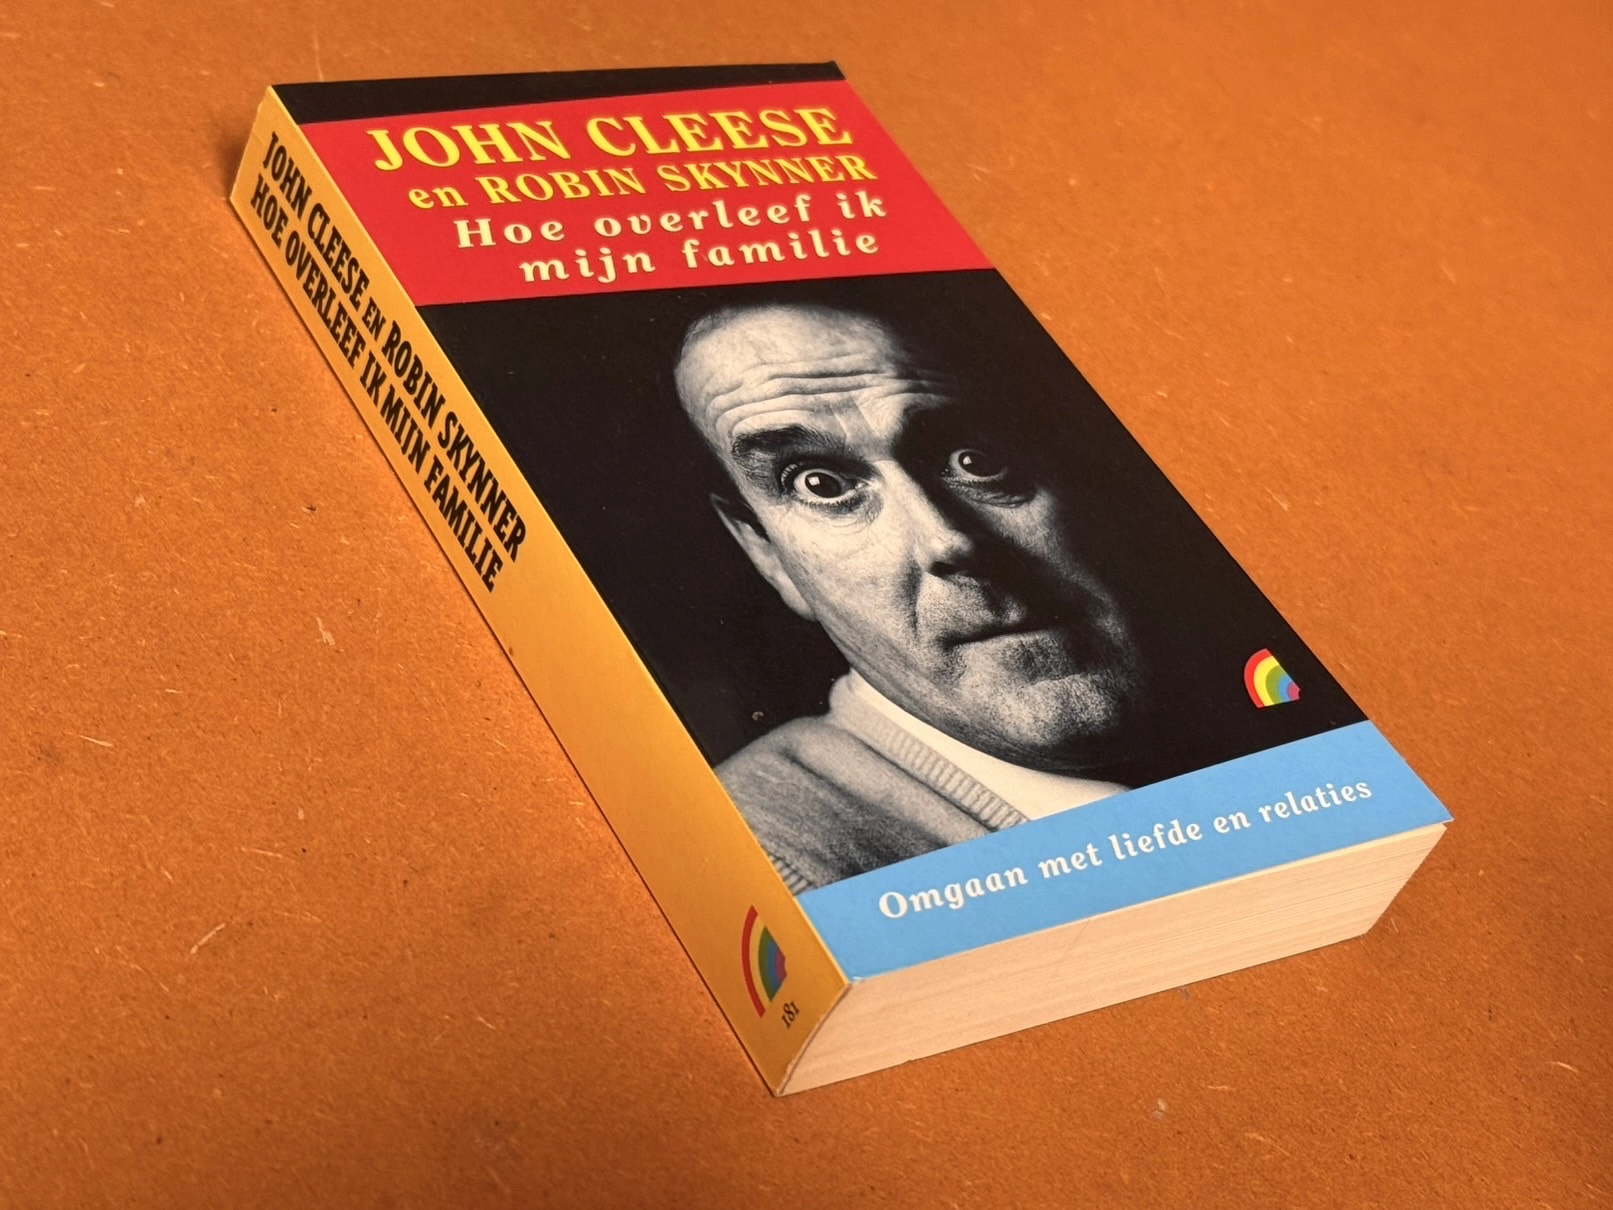 JOHN CLEESE
en ROBIN SKYNNER
Hoe overleef ik
mijn familie
Omgaan met liefde en relaties
JOHN CLEESE EN ROBIN SKYNNER
HOE OVERLEEF IK MIJN FAMILIE
181